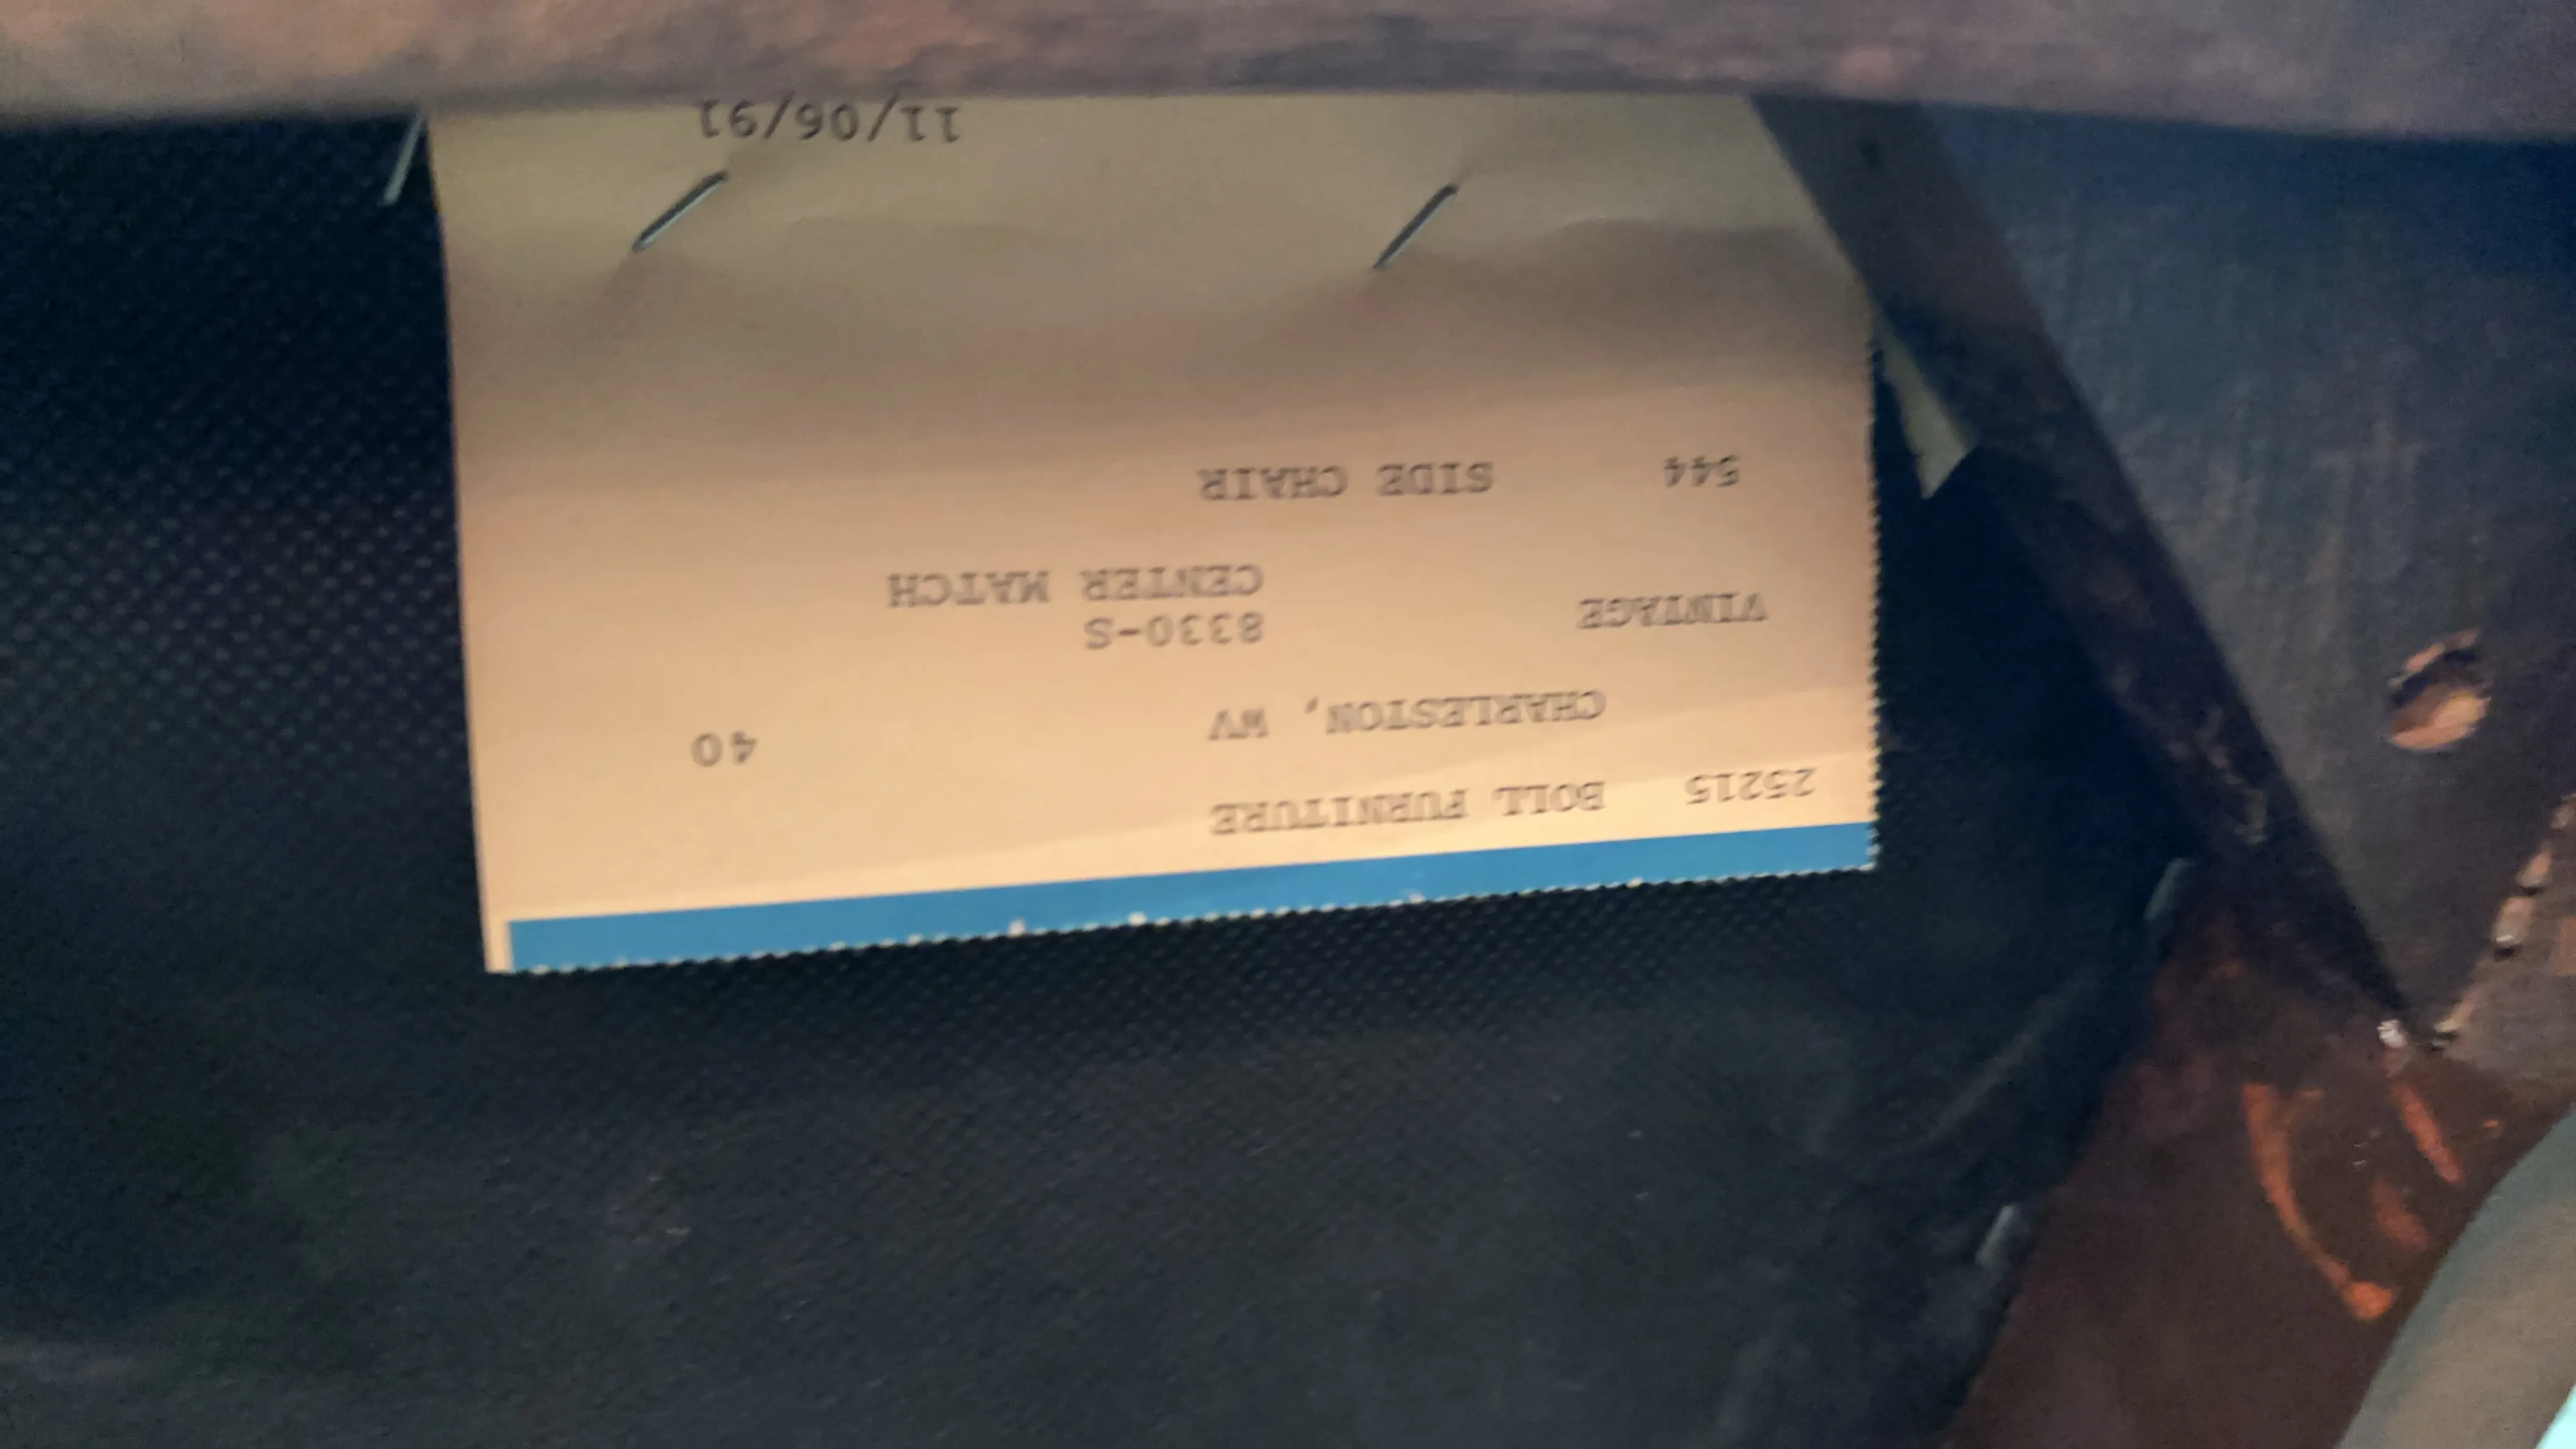 25215 BOLL FURNITURE
CHARLESTON, WV 40
VINTAGE 8330-S
CENTER MATCH
544 SIDE CHAIR
11/06/91